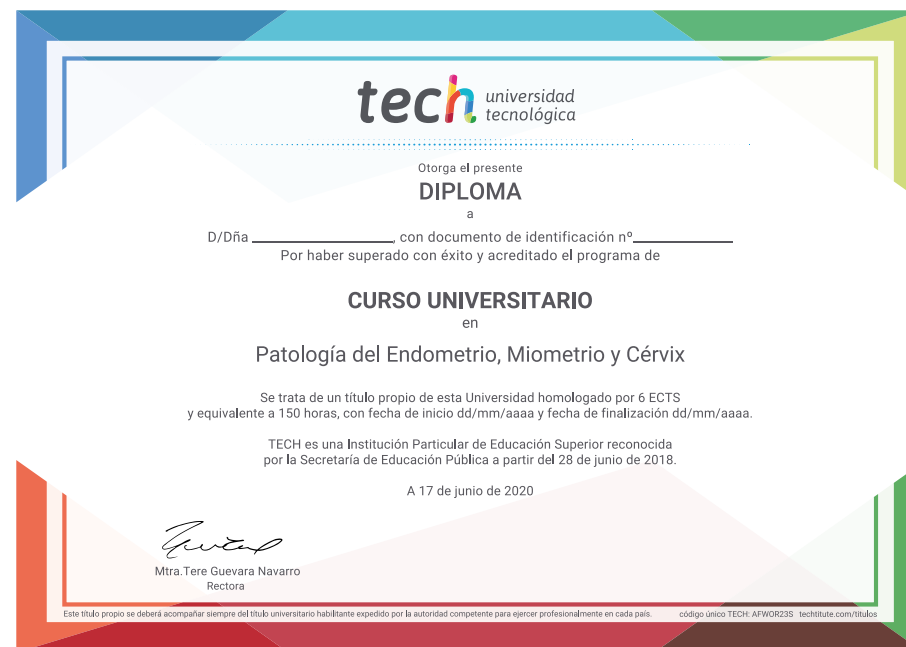 tech universidad
tecnológica
Otorga el presente
DIPLOMA
a
D/Dña ____________________, con documento de identificación nº______________
Por haber superado con éxito y acreditado el programa de
CURSO UNIVERSITARIO
en
Patología del Endometrio, Miometrio y Cérvix
Se trata de un título propio de esta Universidad homologado por 6 ECTS
y equivalente a 150 horas, con fecha de inicio dd/mm/aaaa y fecha de finalización dd/mm/aaaa.
TECH es una Institución Particular de Educación Superior reconocida
por la Secretaría de Educación Pública a partir del 28 de junio de 2018.
A 17 de junio de 2020
Mtra.Tere Guevara Navarro
Rectora
Este título propio se deberá acompañar siempre del título universitario habilitante expedido por la autoridad competente para ejercer profesionalmente en cada país. código único TECH: AFWOR23S techtitute.com/títulos